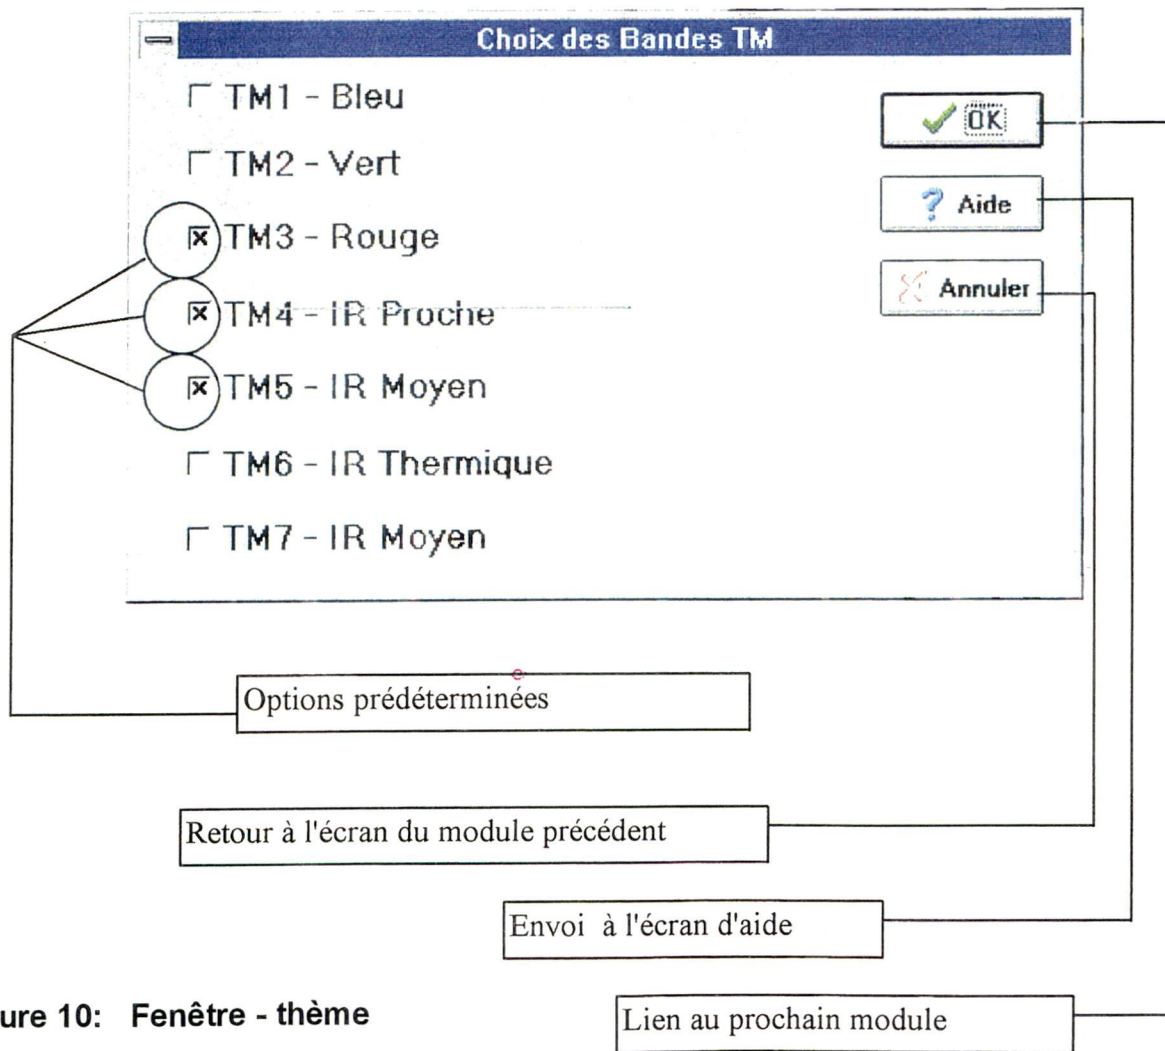 Choix des Bandes TM
TM1 - Bleu
TM2 - Vert
TM3 - Rouge
TM4 - IR Proche
TM5 - IR Moyen
TM6 - IR Thermique
TM7 - IR Moyen
OK
? Aide
Annuler
Options prédéterminées
Retour à l'écran du module précédent
Envoi à l'écran d'aide
Lien au prochain module
ure 10: Fenêtre - thème